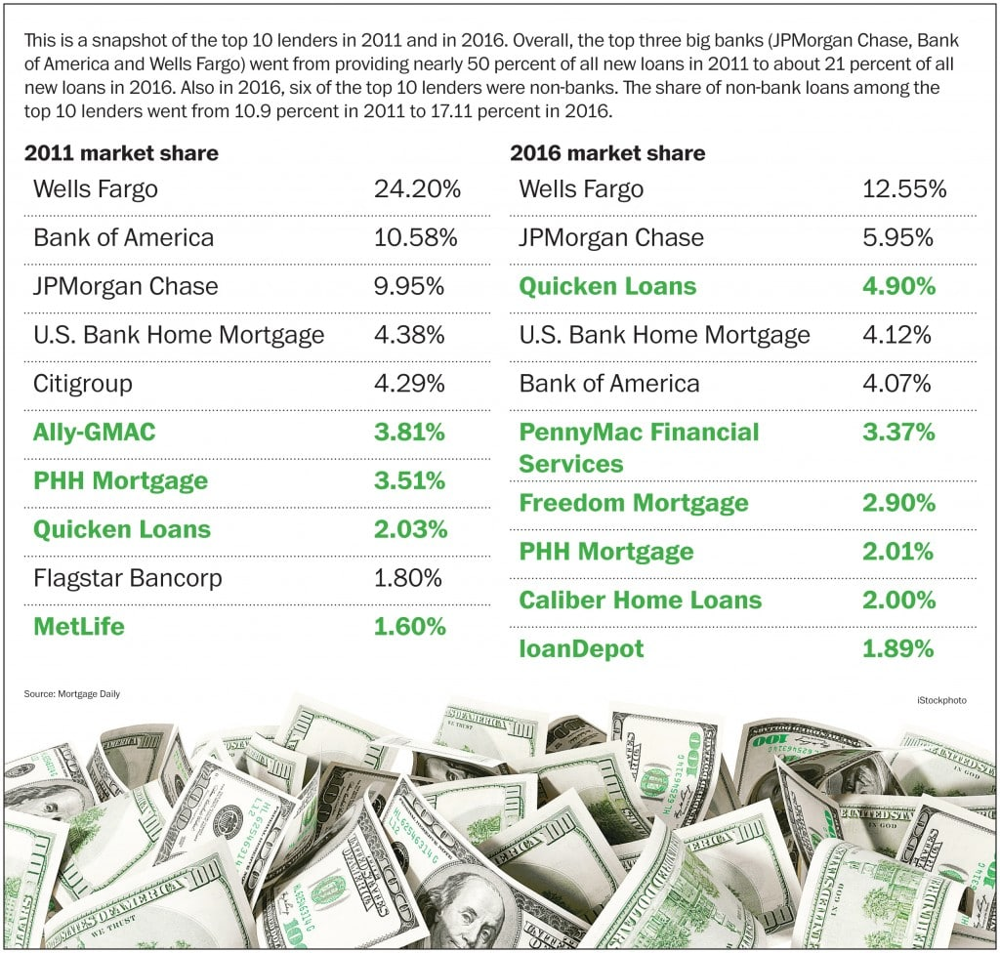 This is a snapshot of the top 10 lenders in 2011 and in 2016. Overall, the top three big banks (JPMorgan Chase, Bank
of America and Wells Fargo) went from providing nearly 50 percent of all new loans in 2011 to about 21 percent of all
new loans in 2016. Also in 2016, six of the top 10 lenders were non-banks. The share of non-bank loans among the
top 10 lenders went from 10.9 percent in 2011 to 17.11 percent in 2016.
2011 market share
Wells Fargo 24.20%
Bank of America 10.58%
JPMorgan Chase 9.95%
U.S. Bank Home Mortgage 4.38%
Citigroup 4.29%
Ally-GMAC 3.81%
PHH Mortgage 3.51%
Quicken Loans 2.03%
Flagstar Bancorp 1.80%
MetLife 1.60%
2016 market share
Wells Fargo 12.55%
JPMorgan Chase 5.95%
Quicken Loans 4.90%
U.S. Bank Home Mortgage 4.12%
Bank of America 4.07%
PennyMac Financial 3.37%
Services
Freedom Mortgage 2.90%
PHH Mortgage 2.01%
Caliber Home Loans 2.00%
loanDepot 1.89%
Source: Mortgage Daily
iStockphoto